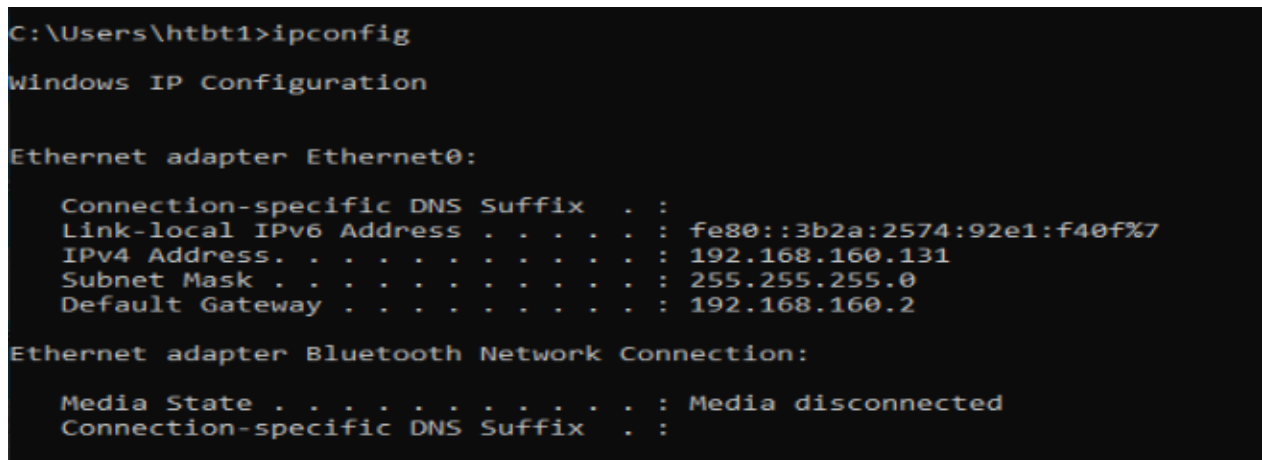 C:\Users\htbt1>ipconfig
Windows IP Configuration
Ethernet adapter Ethernet0:
Connection-specific DNS Suffix . :
Link-local IPv6 Address . . . . . : fe80::3b2a:2574:92e1:f40f%7
IPv4 Address. . . . . . . . . . . : 192.168.160.131
Subnet Mask . . . . . . . . . . . : 255.255.255.0
Default Gateway . . . . . . . . . : 192.168.160.2
Ethernet adapter Bluetooth Network Connection:
Media State . . . . . . . . . . . : Media disconnected
Connection-specific DNS Suffix . :